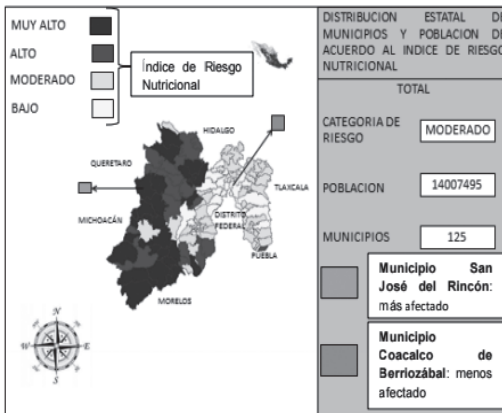 MUY ALTO
ALTO
MODERADO
BAJO
Índice de Riesgo
Nutricional
HIDALGO
QUERETARO
TLAXCALA
MICHOACÁN
DISTRITO
FEDERAL
PUEBLA
MORELOS
N
W
E
S
DISTRIBUCION ESTATAL DE
MUNICIPIOS Y POBLACION DE
ACUERDO AL INDICE DE RIESGO
NUTRICIONAL
TOTAL
CATEGORIA DE
RIESGO
MODERADO
POBLACION
14007495
MUNICIPIOS
125
Municipio San
José del Rincón:
más afectado
Municipio
Coacalco de
Berriozábal: menos
afectado